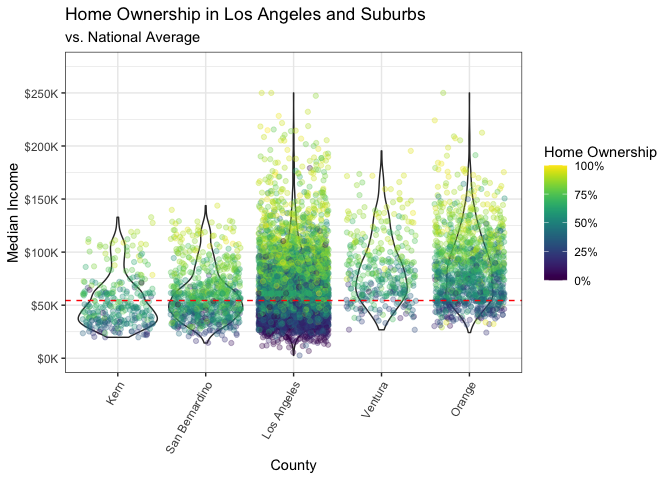 Home Ownership in Los Angeles and Suburbs
vs. National Average
Median Income
$250K
$200K
$150K
$100K
$50K
$0K
Kern
San Bernardino
Los Angeles
Ventura
Orange
County
Home Ownership
100%
75%
50%
25%
0%